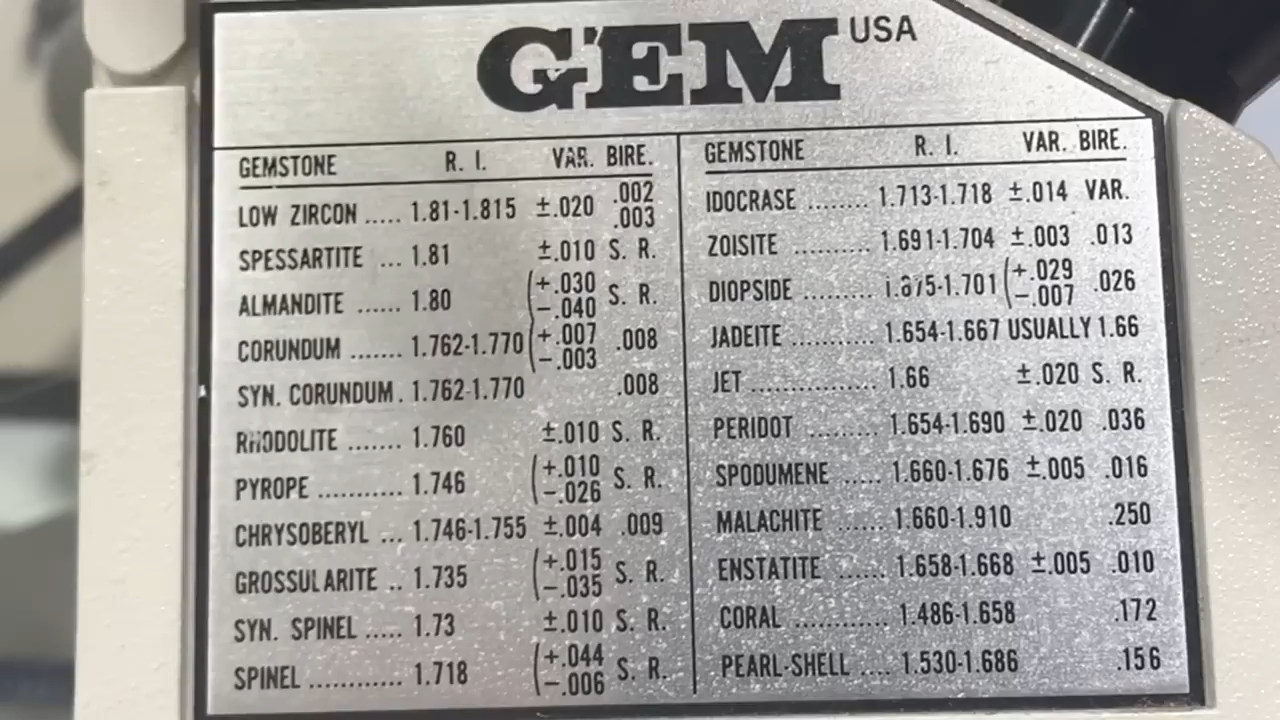 GEM USA
GEMSTONE R. I. VAR. BIRE.
LOW ZIRCON ..... 1.81-1.815 ±.020 .002 .003
SPESSARTITE ... 1.81 ±.010 S. R.
ALMANDITE ...... 1.80 (+.030 -.040 S. R.
CORUNDUM ....... 1.762-1.770 (+.007 -.003 .008
SYN. CORUNDUM . 1.762-1.770 .008
RHODOLITE ....... 1.760 ±.010 S. R.
PYROPE ........... 1.746 (+.010 -.026 S. R.
CHRYSOBERYL ... 1.746-1.755 ±.004 .009
GROSSULARITE .. 1.735 (+.015 -.035 S. R.
SYN. SPINEL ..... 1.73 ±.010 S. R.
SPINEL ............ 1.718 (+.044 -.006 S. R.
GEMSTONE R. I. VAR. BIRE.
IDOCRASE ........ 1.713-1.718 ±.014 VAR.
ZOISITE .......... 1.691-1.704 ±.003 .013
DIOPSIDE ......... (+.029 -.007 .026
JADEITE .......... 1.654-1.667 USUALLY 1.66
JET ................ 1.66 ±.020 S. R.
PERIDOT ......... 1.654-1.690 ±.020 .036
SPODUMENE ..... 1.660-1.676 ±.005 .016
MALACHITE ...... 1.660-1.910 .250
ENSTATITE ...... 1.658-1.668 ±.005 .010
CORAL ............ 1.486-1.658 .172
PEARL-SHELL .... 1.530-1.686 .156